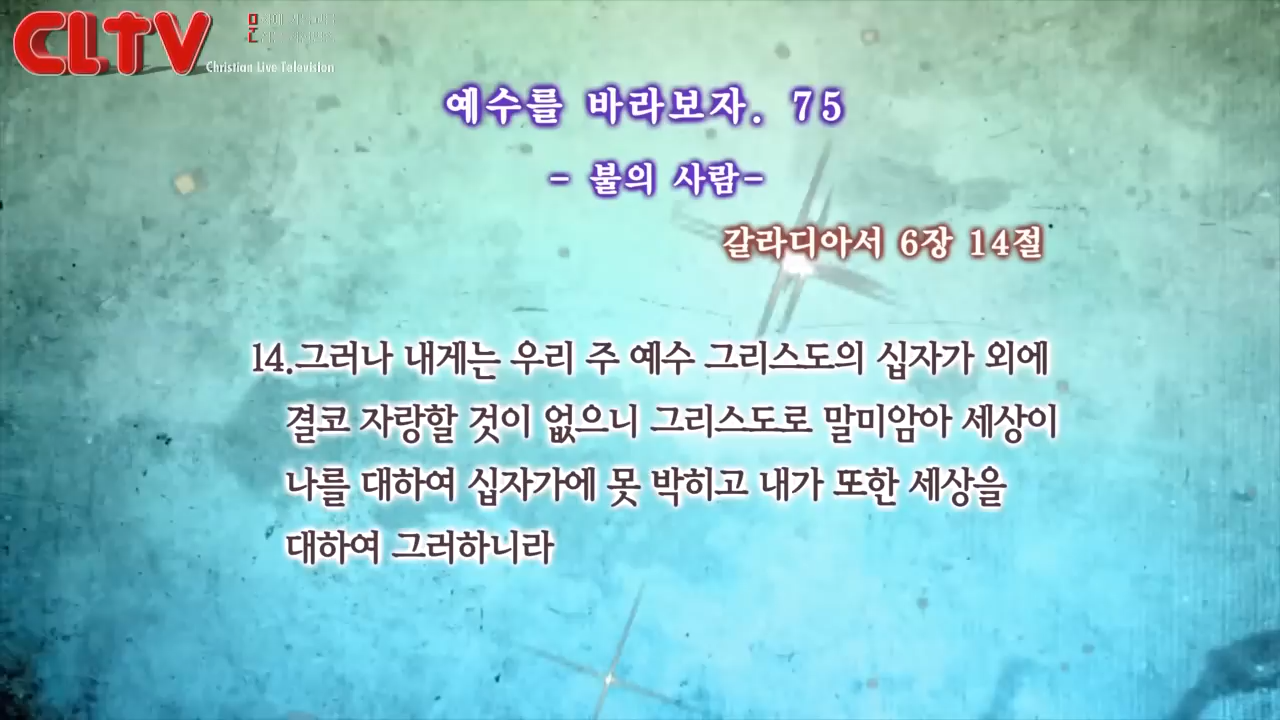 CLTV
Christian Live Television
예수를 바라보자. 75
- 불의 사람-
갈라디아서 6장 14절
14.그러나 내게는 우리 주 예수 그리스도의 십자가 외에
결코 자랑할 것이 없으니 그리스도로 말미암아 세상이
나를 대하여 십자가에 못 박히고 내가 또한 세상을
대하여 그러하니라